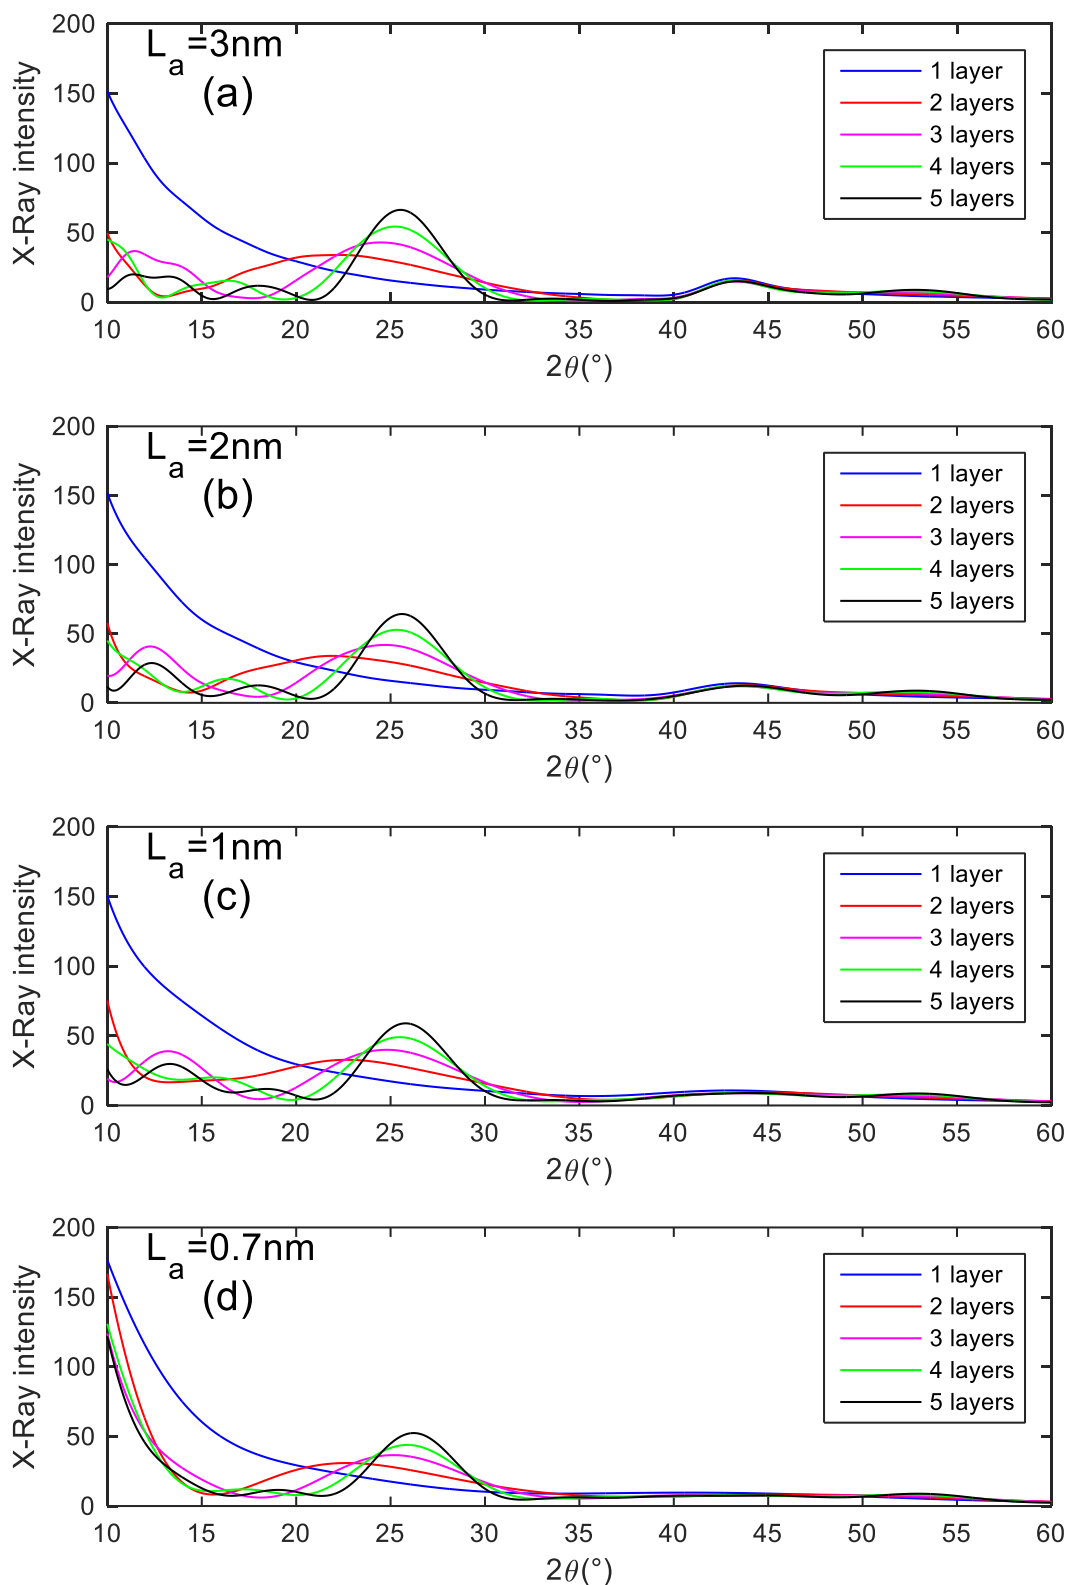 200
150
100
50
0
X-Ray intensity
L_a=3nm
(a)
1 layer
2 layers
3 layers
4 layers
5 layers
10 15 20 25 30 35 40 45 50 55 60
2θ(°)
200
150
100
50
0
X-Ray intensity
L_a=2nm
(b)
1 layer
2 layers
3 layers
4 layers
5 layers
10 15 20 25 30 35 40 45 50 55 60
2θ(°)
200
150
100
50
0
X-Ray intensity
L_a=1nm
(c)
1 layer
2 layers
3 layers
4 layers
5 layers
10 15 20 25 30 35 40 45 50 55 60
2θ(°)
200
150
100
50
0
X-Ray intensity
L_a=0.7nm
(d)
1 layer
2 layers
3 layers
4 layers
5 layers
10 15 20 25 30 35 40 45 50 55 60
2θ(°)